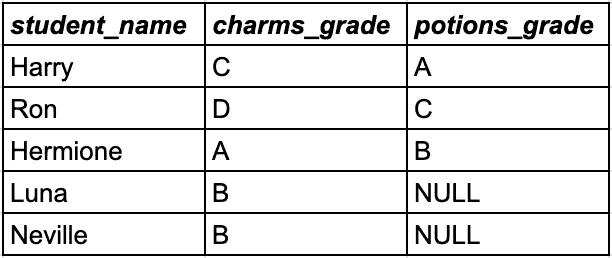 student_name charms_grade potions_grade
Harry C A
Ron D C
Hermione A B
Luna B NULL
Neville B NULL